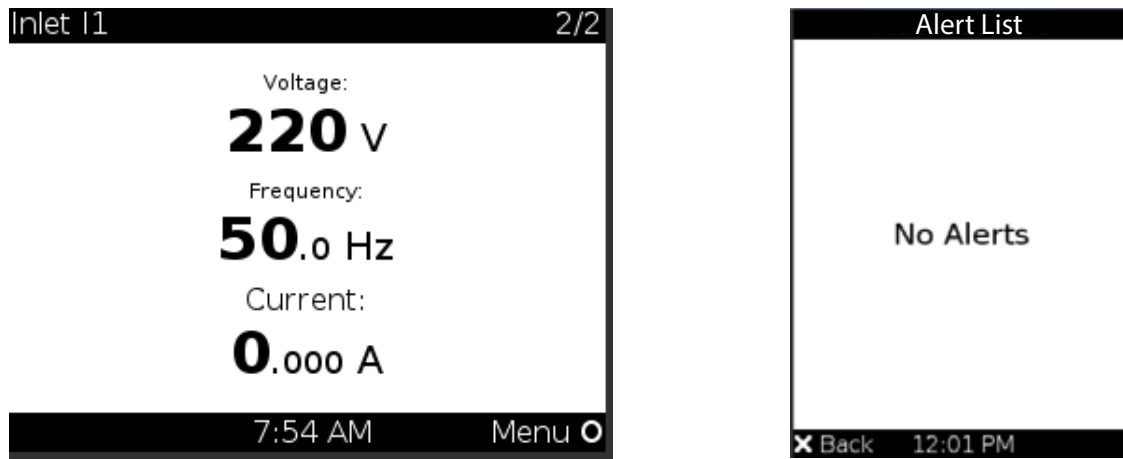 Inlet I1 2/2
Voltage:
220 V
Frequency:
50.0 Hz
Current:
0.000 A
7:54 AM Menu
Alert List
No Alerts
Back 12:01 PM